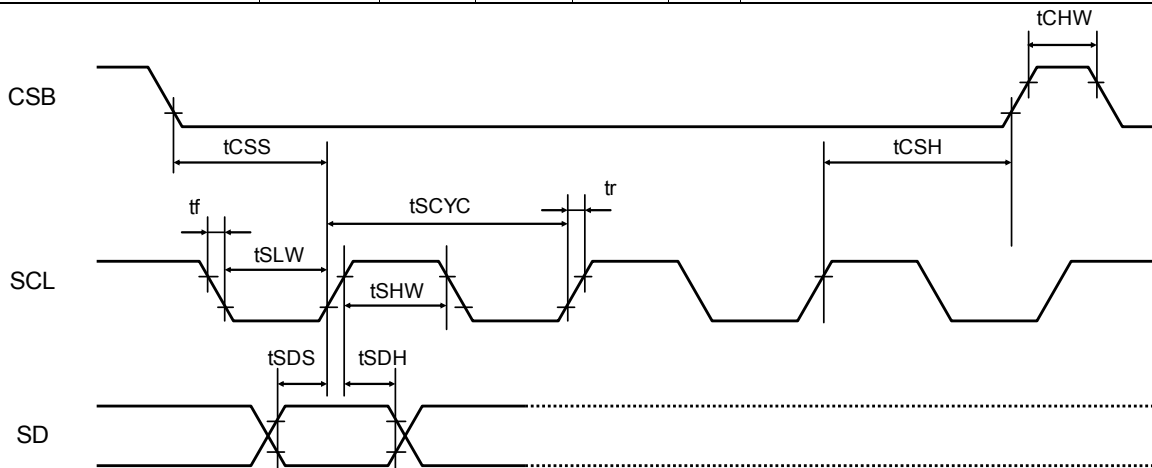 tCHW
CSB
tCSS
tCSH
tr
tf
tSCYC
tSLW
SCL
tSHW
tSDS
tSDH
SD